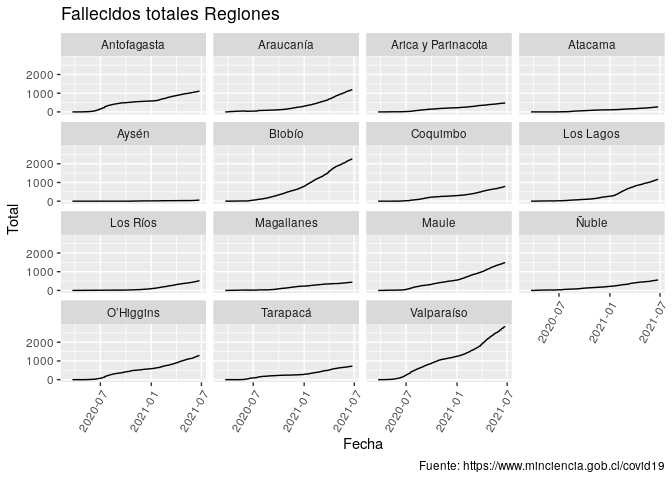 Fallecidos totales Regiones
Antofagasta
Araucanía
Arica y Parinacota
Atacama
2000
1000
0
Aysén
Biobío
Coquimbo
Los Lagos
2000
1000
0
Los Ríos
Magallanes
Maule
Ñuble
2000
1000
0
O'Higgins
Tarapacá
Valparaíso
2000
1000
0
2020-07
2021-01
2021-07
2020-07
2021-01
2021-07
2020-07
2021-01
2021-07
2020-07
2021-01
2021-07
Total
Fecha
Fuente: https://www.minciencia.gob.cl/covid19